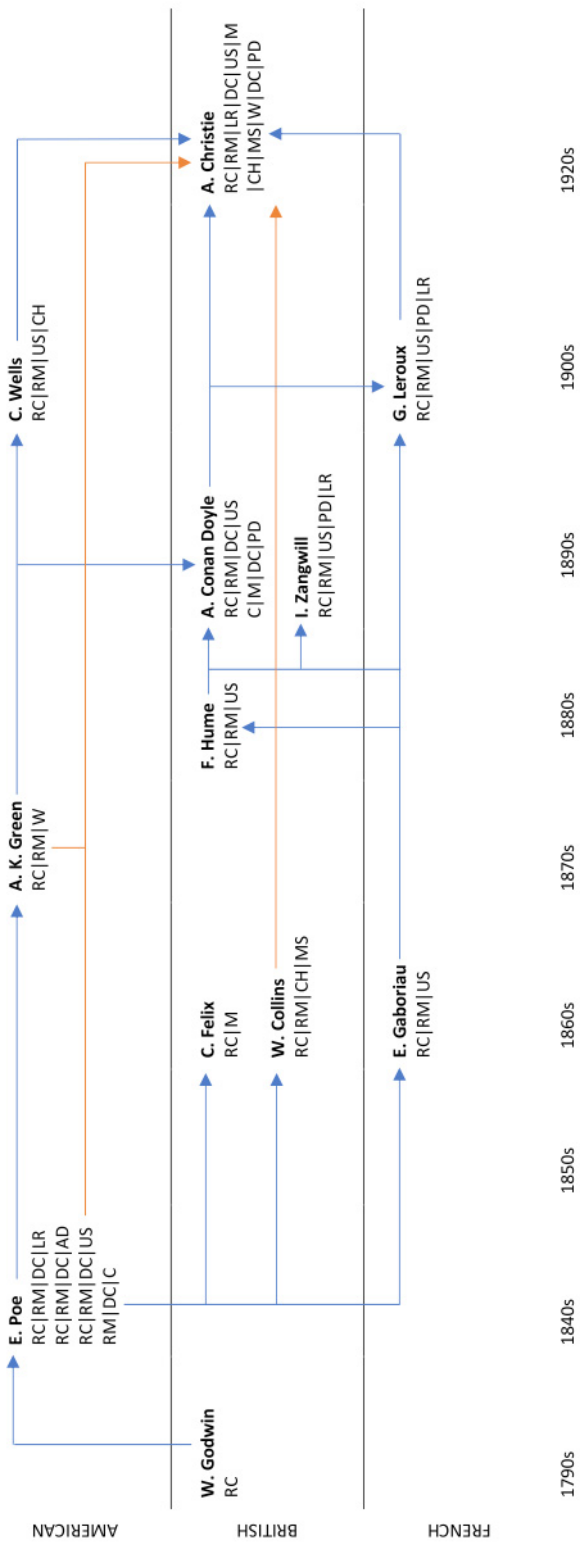 AMERICAN
E. Poe
RC|RM|DC|LR
RC|RM|DC|AD
RC|RM|DC|US
RM|DC|C
A. K. Green
RC|RM|W
C. Wells
RC|RM|US|CH
BRITISH
W. Godwin
RC
C. Felix
RC|M
W. Collins
RC|RM|CH|MS
F. Hume
RC|RM|US
A. Conan Doyle
RC|RM|DC|US
C|M|DC|PD
I. Zangwill
RC|RM|US|PD|LR
A. Christie
RC|RM|LR|DC|US|M
|CH|MS|W|DC|PD
FRENCH
E. Gaboriau
RC|RM|US
G. Leroux
RC|RM|US|PD|LR
1790s
1840s
1850s
1860s
1870s
1880s
1890s
1900s
1920s